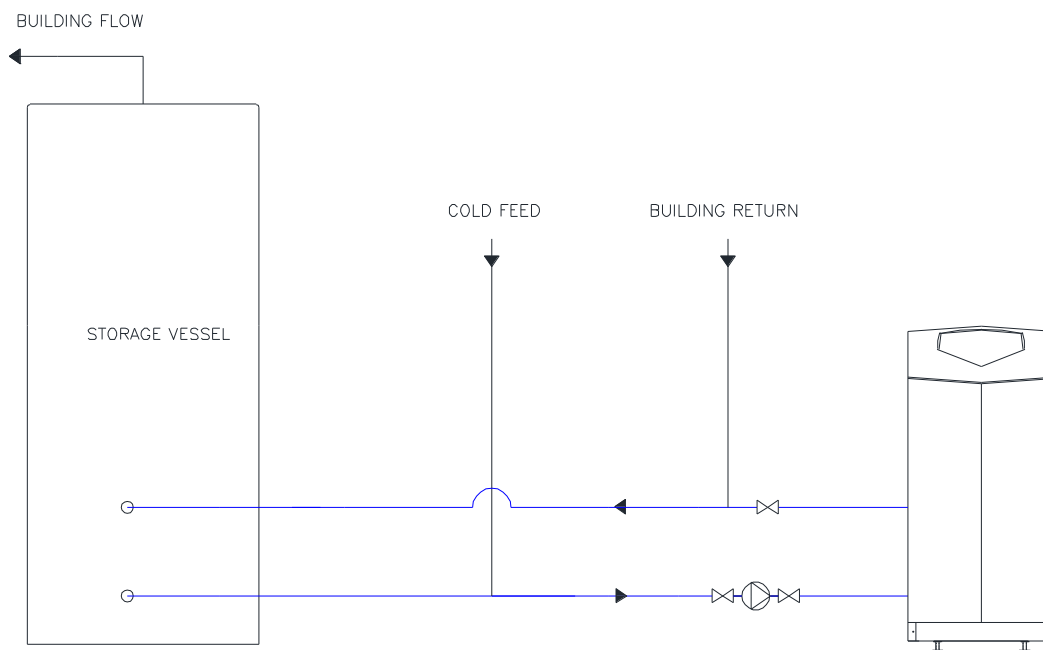 BUILDING FLOW
COLD FEED
BUILDING RETURN
STORAGE VESSEL